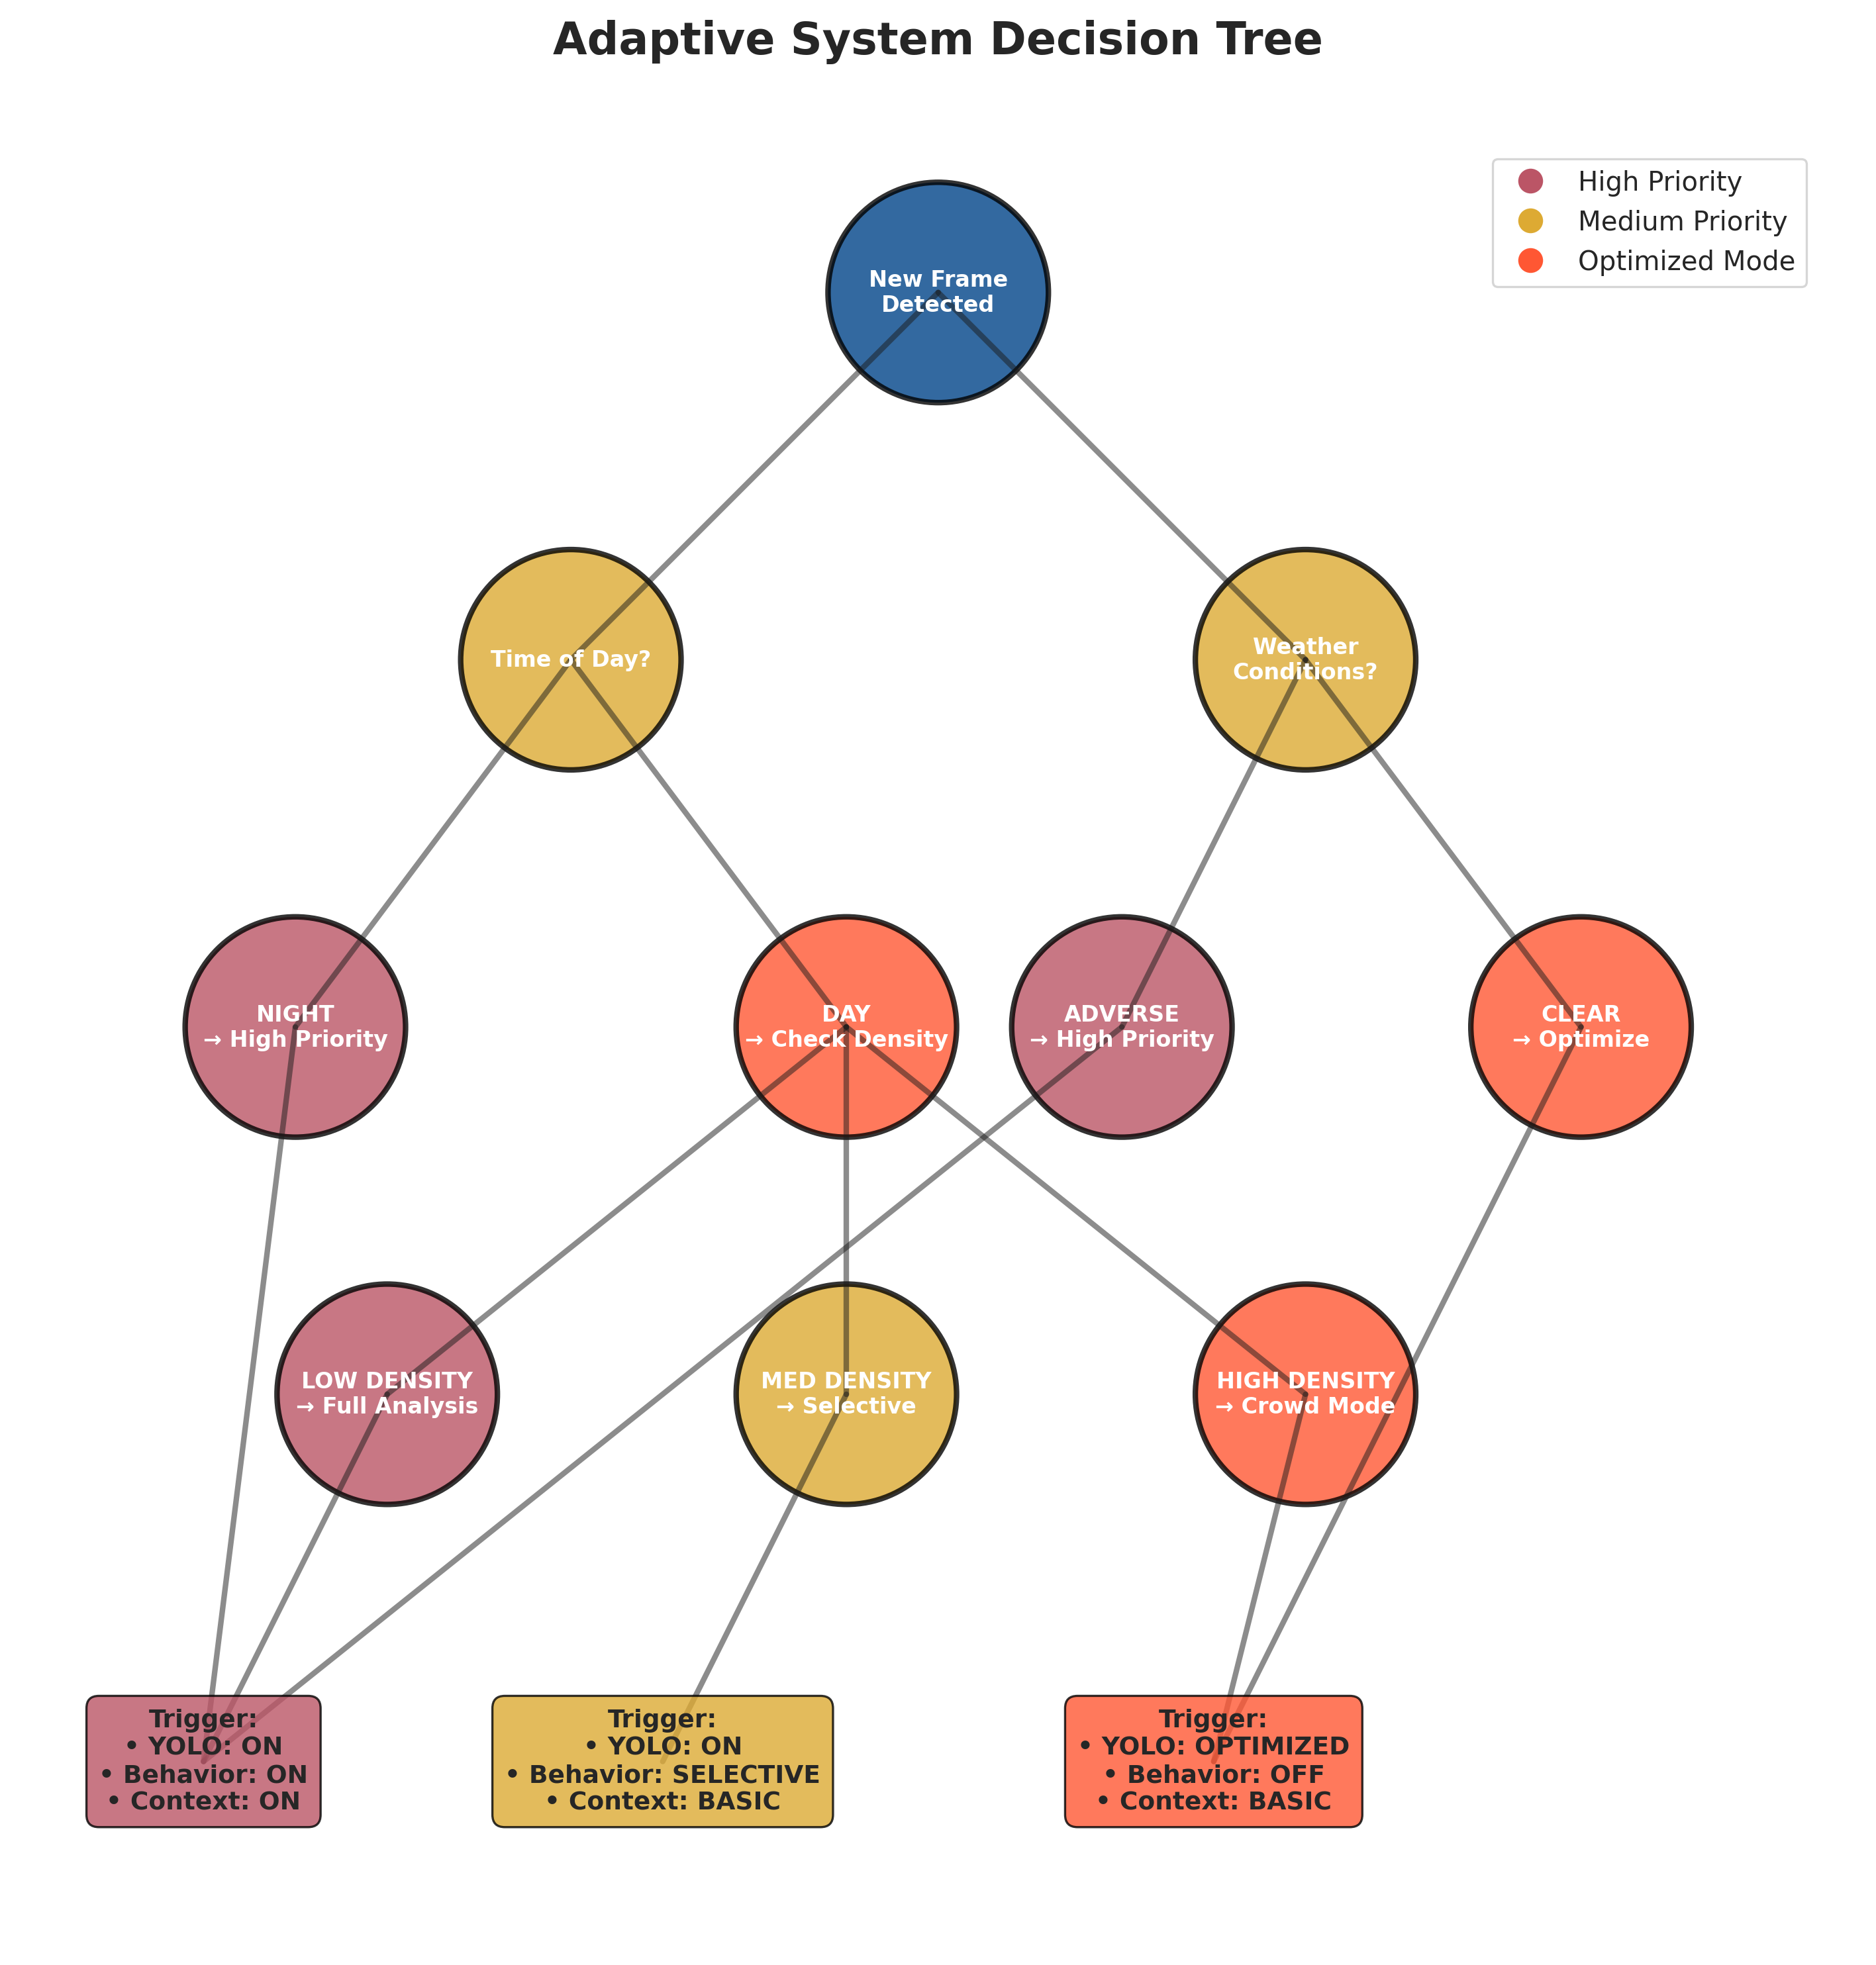 Adaptive System Decision Tree
High Priority
Medium Priority
Optimized Mode
New Frame
Detected
Time of Day?
Weather
Conditions?
NIGHT
→ High Priority
DAY
→ Check Density
ADVERSE
→ High Priority
CLEAR
→ Optimize
LOW DENSITY
→ Full Analysis
MED DENSITY
→ Selective
HIGH DENSITY
→ Crowd Mode
Trigger:
• YOLO: ON
• Behavior: ON
• Context: ON
Trigger:
• YOLO: ON
• Behavior: SELECTIVE
• Context: BASIC
Trigger:
• YOLO: OPTIMIZED
• Behavior: OFF
• Context: BASIC